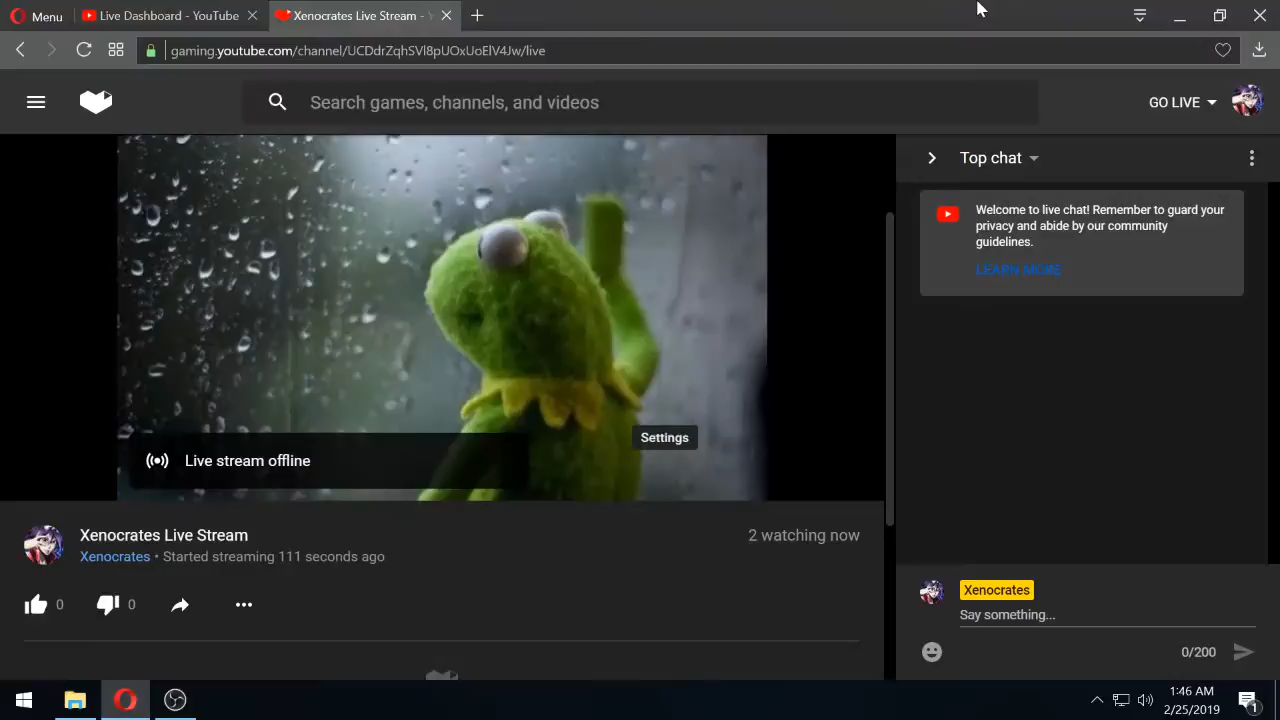 Menu
Live Dashboard - YouTube
Xenocrates Live Stream - Y
gaming.youtube.com/channel/UCDdrZqhSVl8pUOxUoElV4Jw/live
Search games, channels, and videos
GO LIVE
Top chat
Welcome to live chat! Remember to guard your
privacy and abide by our community
guidelines.
LEARN MORE
Settings
Live stream offline
Xenocrates Live Stream
2 watching now
Xenocrates • Started streaming 111 seconds ago
0
0
Xenocrates
Say something...
0/200
1:46 AM
2/25/2019
1